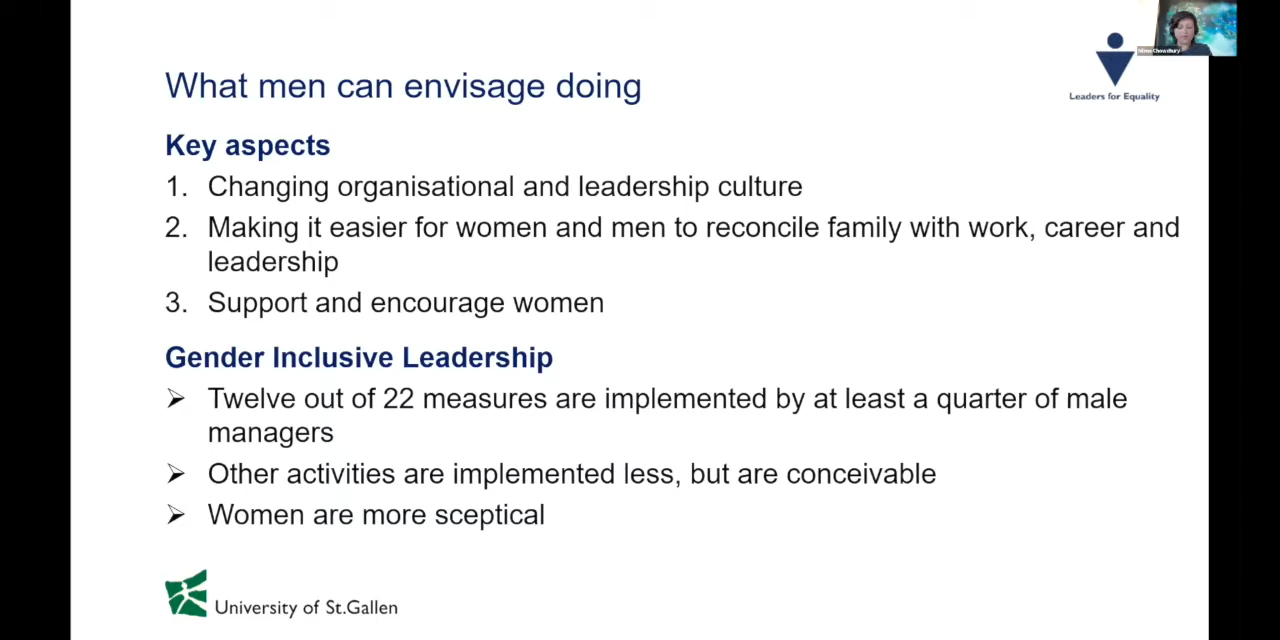 What men can envisage doing
Chowdhury
Leaders for Equality
Key aspects
1. Changing organisational and leadership culture
2. Making it easier for women and men to reconcile family with work, career and
leadership
3. Support and encourage women
Gender Inclusive Leadership
➢ Twelve out of 22 measures are implemented by at least a quarter of male
managers
➢ Other activities are implemented less, but are conceivable
➢ Women are more sceptical
University of St.Gallen